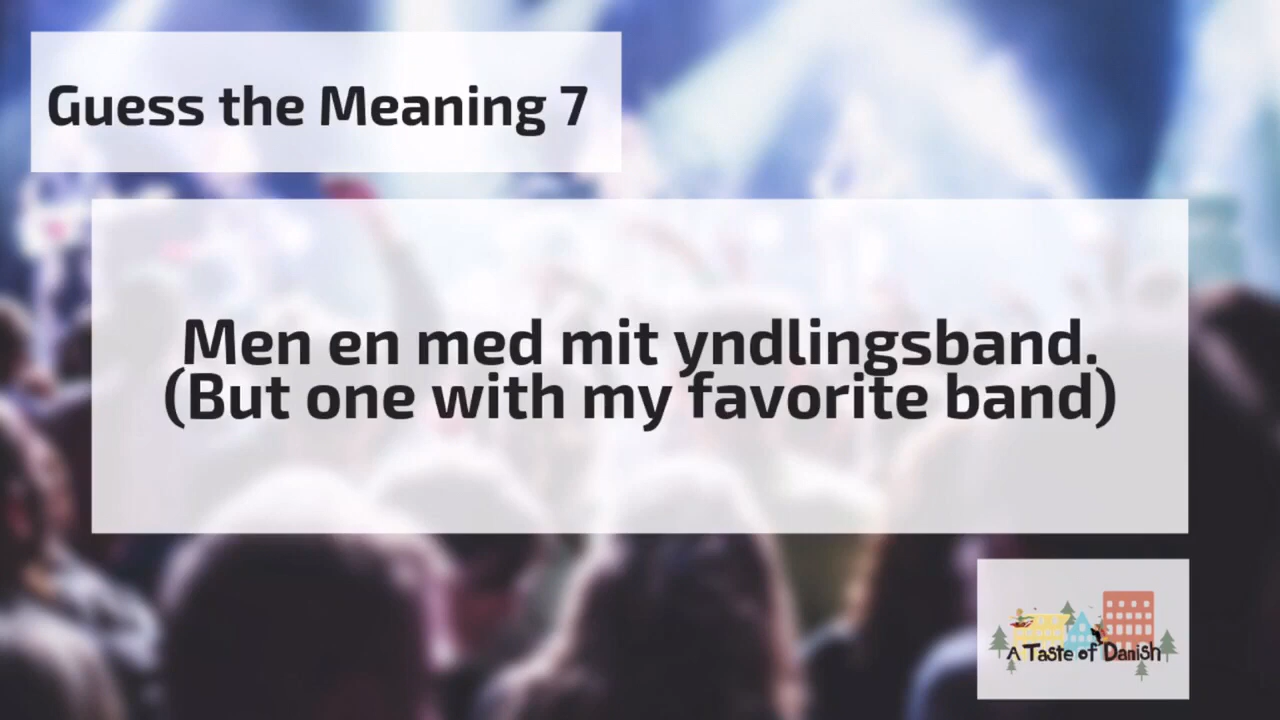 Guess the Meaning 7
Men en med mit yndlingsband.
(But one with my favorite band)
A Taste of Danish